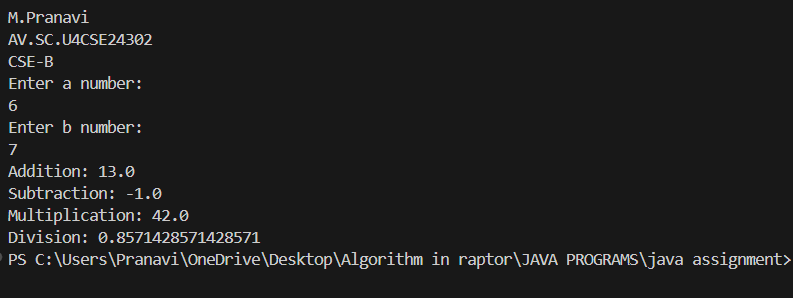 M.Pranavi
AV.SC.U4CSE24302
CSE-B
Enter a number:
6
Enter b number:
7
Addition: 13.0
Subtraction: -1.0
Multiplication: 42.0
Division: 0.8571428571428571
PS C:\Users\Pranavi\OneDrive\Desktop\Algorithm in raptor\JAVA PROGRAMS\java assignment>